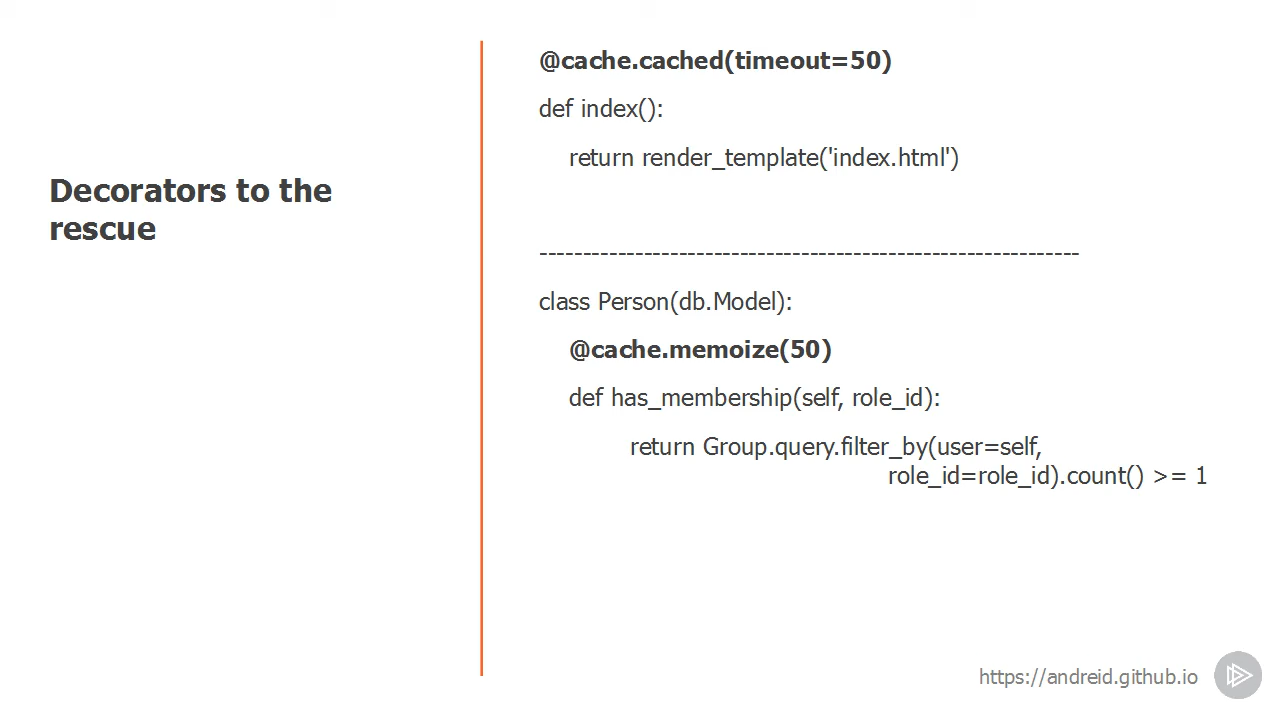 Decorators to the
rescue
@cache.cached(timeout=50)
def index():
return render_template('index.html')
------------------------------------------------------------
class Person(db.Model):
@cache.memoize(50)
def has_membership(self, role_id):
return Group.query.filter_by(user=self,
role_id=role_id).count() >= 1
https://andreid.github.io